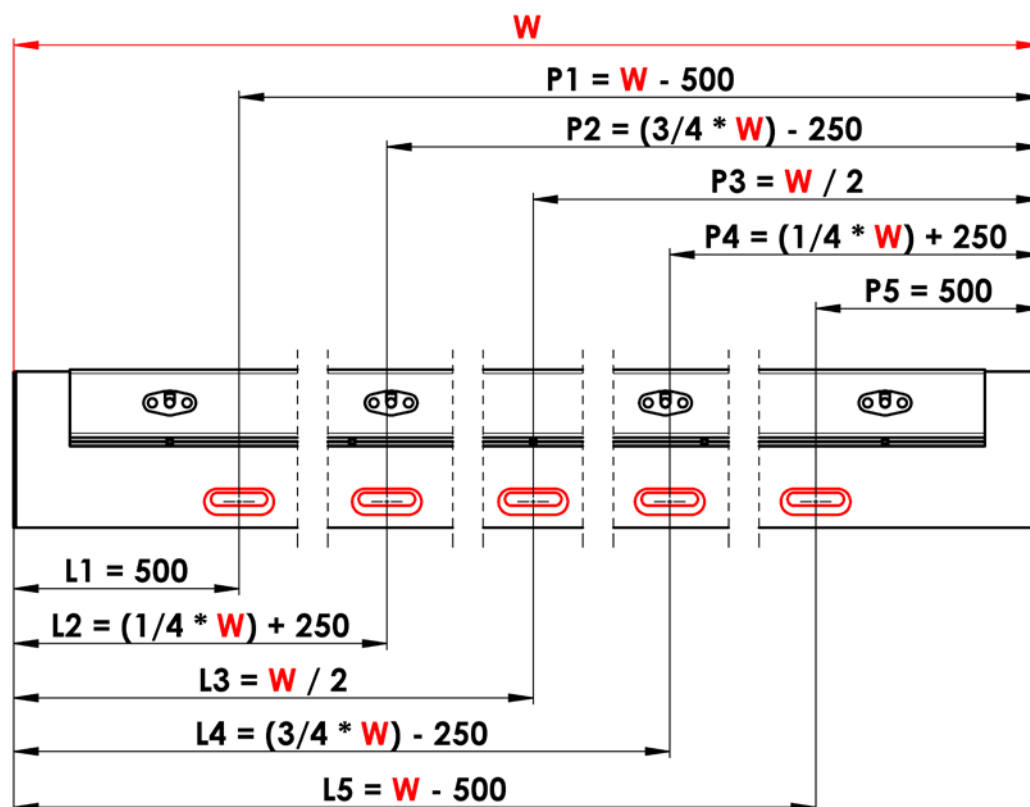 W
P1 = W - 500
P2 = (3/4 * W) - 250
P3 = W / 2
P4 = (1/4 * W) + 250
P5 = 500
L1 = 500
L2 = (1/4 * W) + 250
L3 = W / 2
L4 = (3/4 * W) - 250
L5 = W - 500